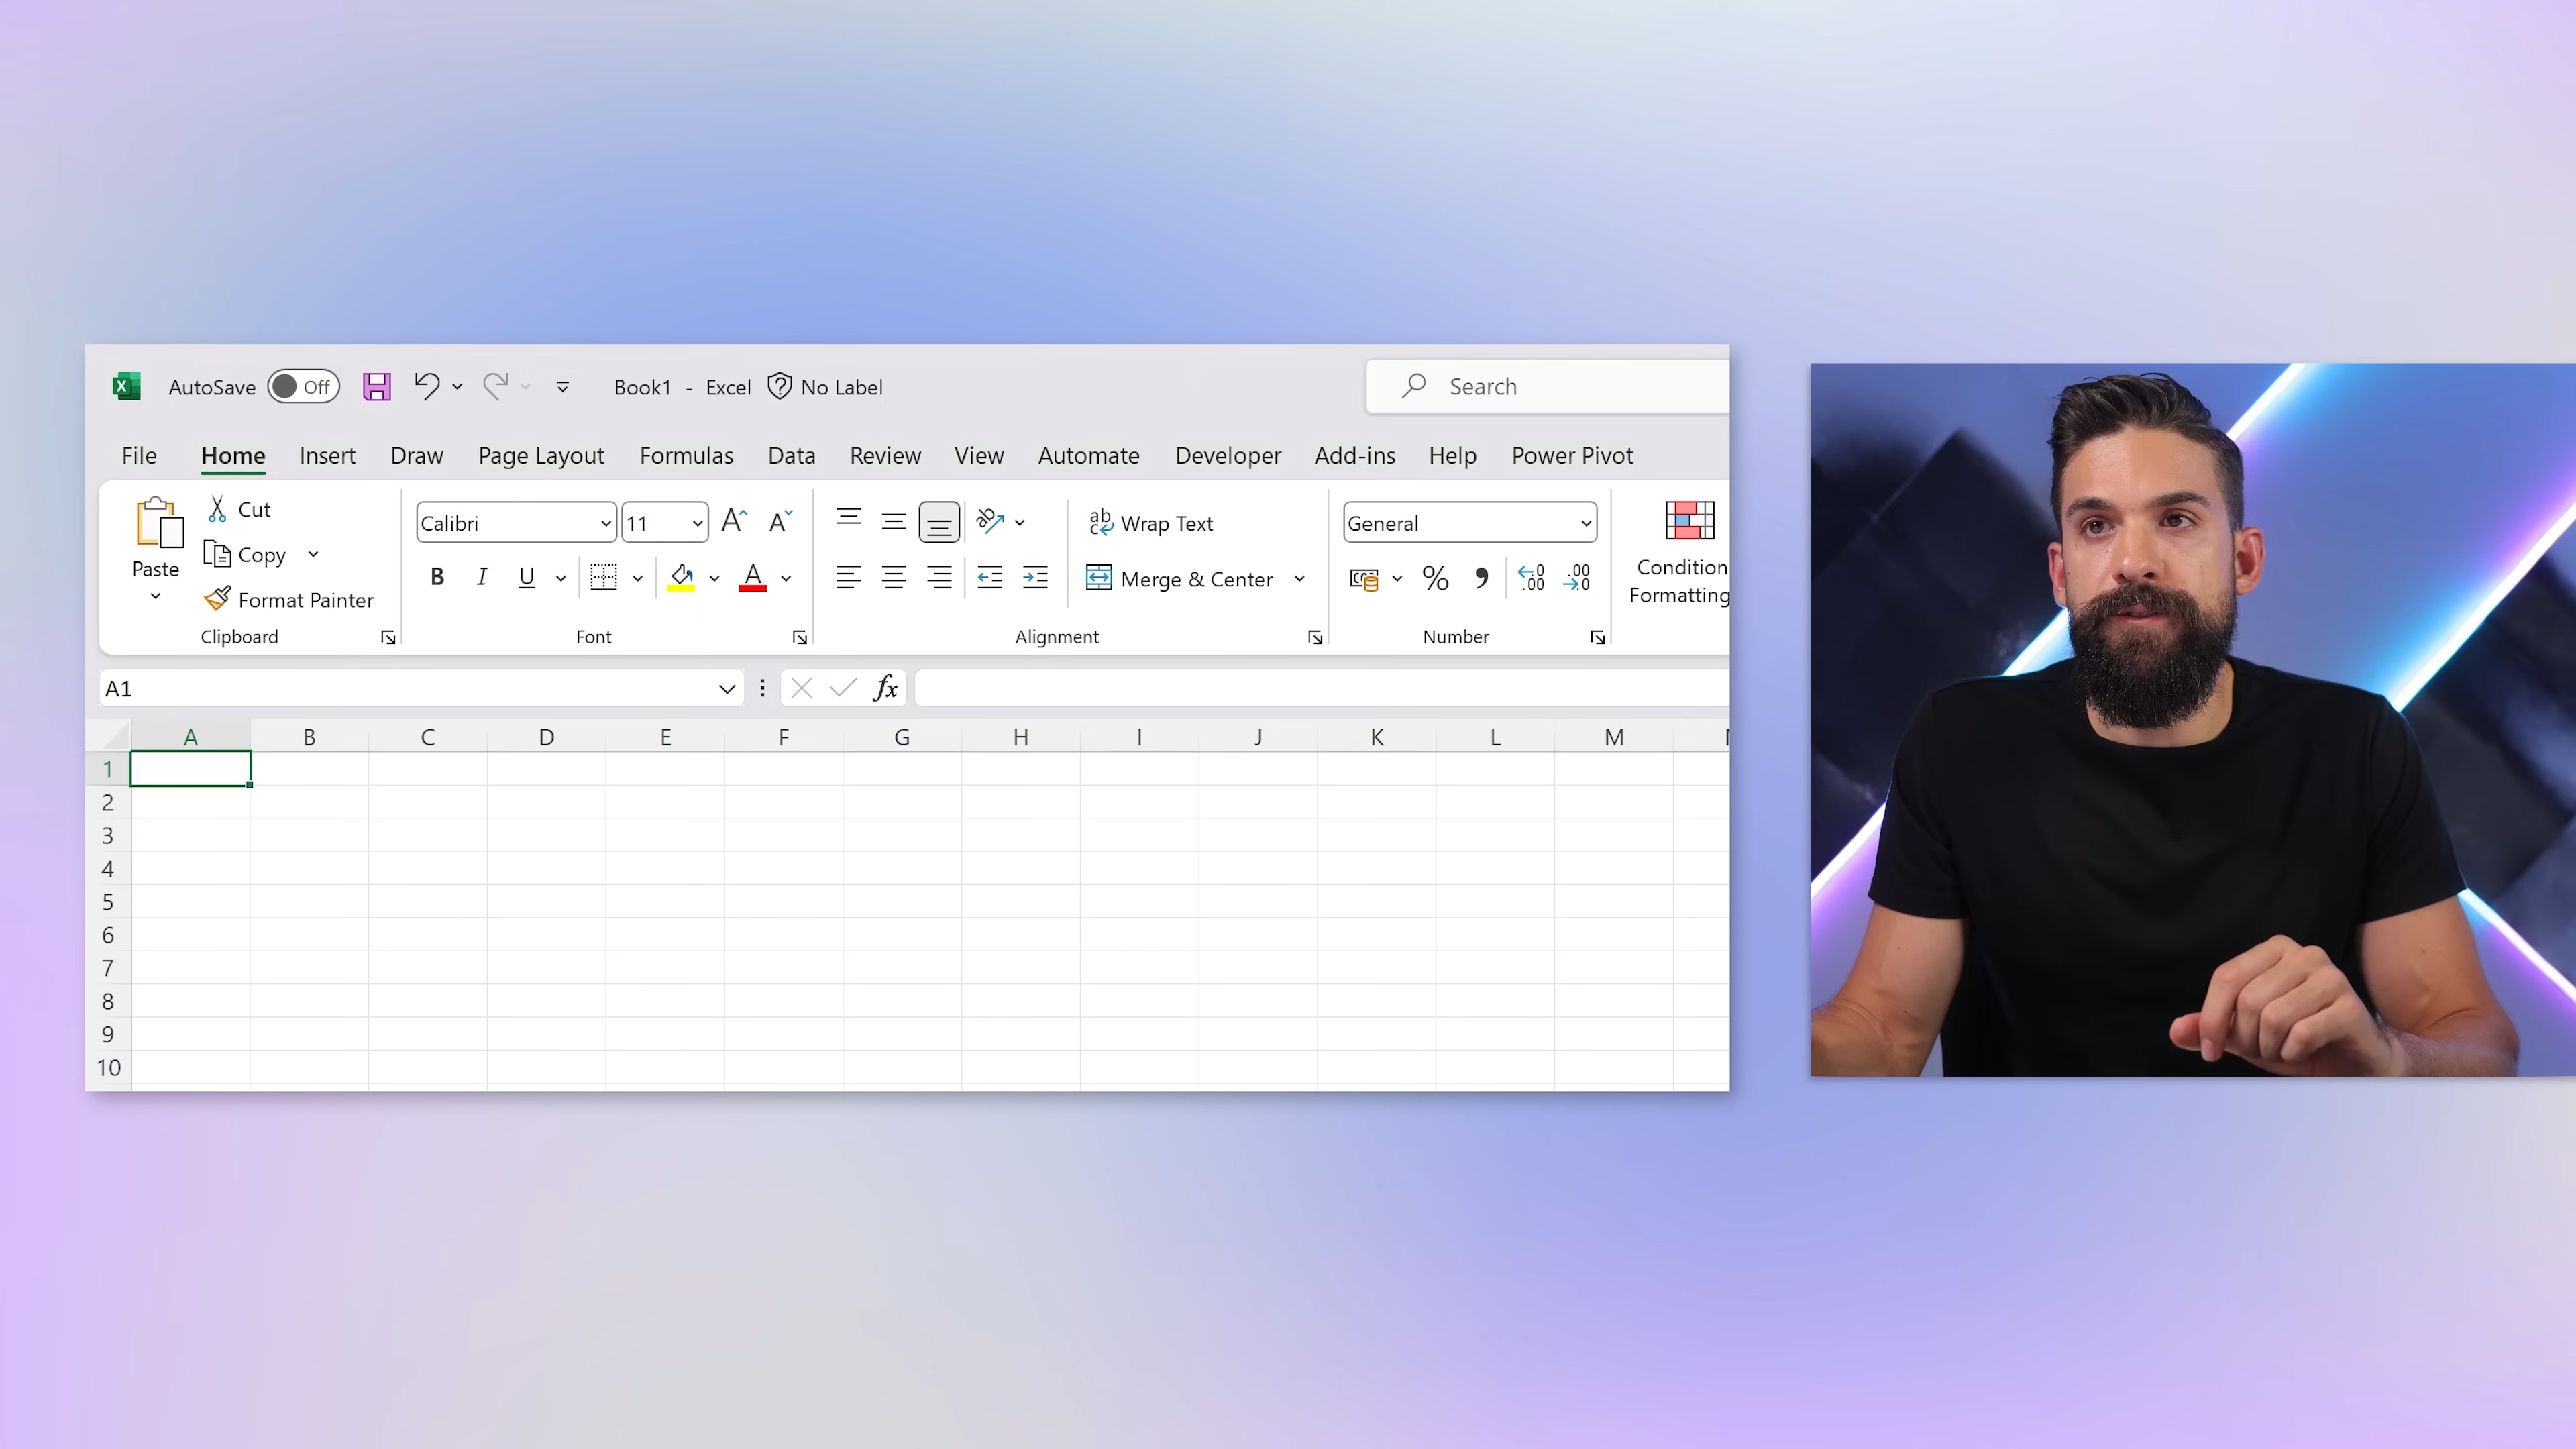 AutoSave Off Book1 - Excel No Label Search
File Home Insert Draw Page Layout Formulas Data Review View Automate Developer Add-ins Help Power Pivot
Paste
Cut
Copy
Format Painter
Clipboard
Calibri 11
B I U
Font
Wrap Text
Merge & Center
Alignment
General
Number
Condition
Formatting
A1 fx
A B C D E F G H I J K L M
1
2
3
4
5
6
7
8
9
10